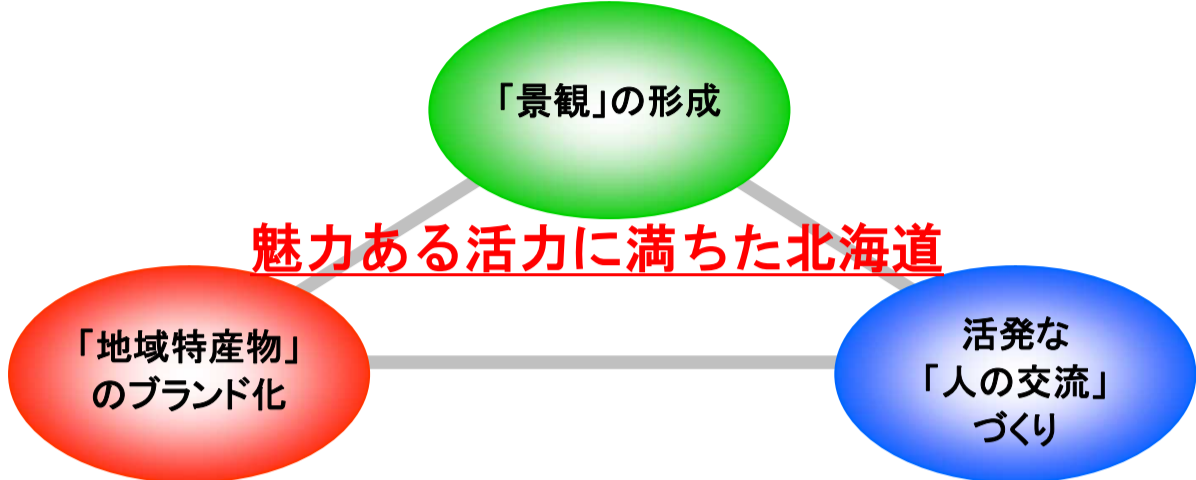 「景観」の形成
魅力ある活力に満ちた北海道
「地域特産物」
のブランド化
活発な
「人の交流」
づくり